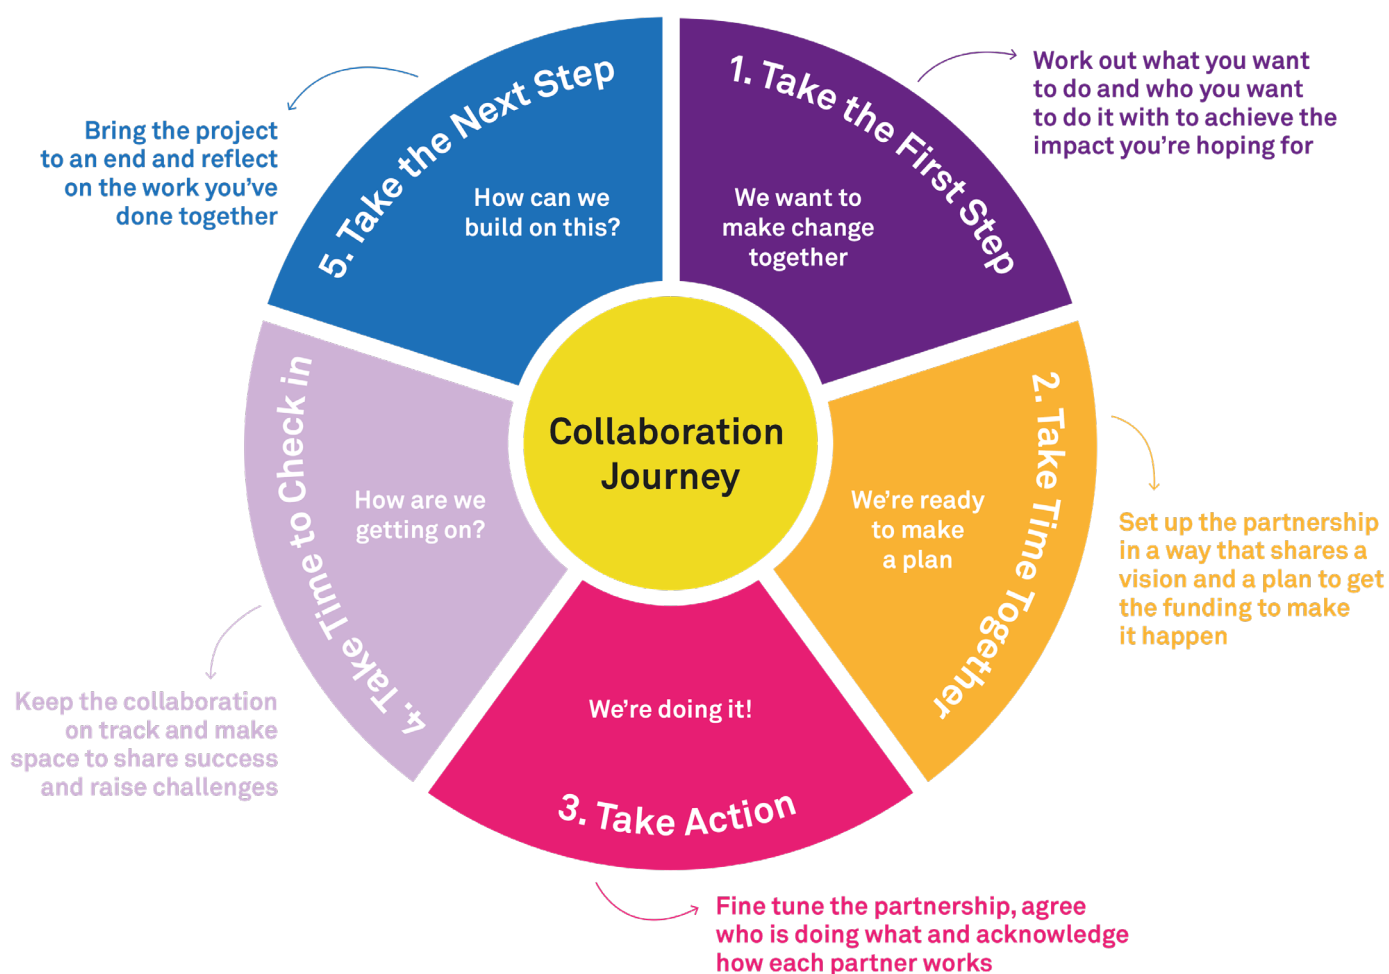 Collaboration
Journey
1. Take the First Step
We want to
make change
together
Work out what you want
to do and who you want
to do it with to achieve the
impact you’re hoping for
2. Take Time Together
We’re ready
to make
a plan
Set up the partnership
in a way that shares a
vision and a plan to get
the funding to make
it happen
3. Take Action
We’re doing it!
Fine tune the partnership, agree
who is doing what and acknowledge
how each partner works
4. Take Time to Check in
How are we
getting on?
Keep the collaboration
on track and make
space to share success
and raise challenges
5. Take the Next Step
How can we
build on this?
Bring the project
to an end and reflect
on the work you’ve
done together